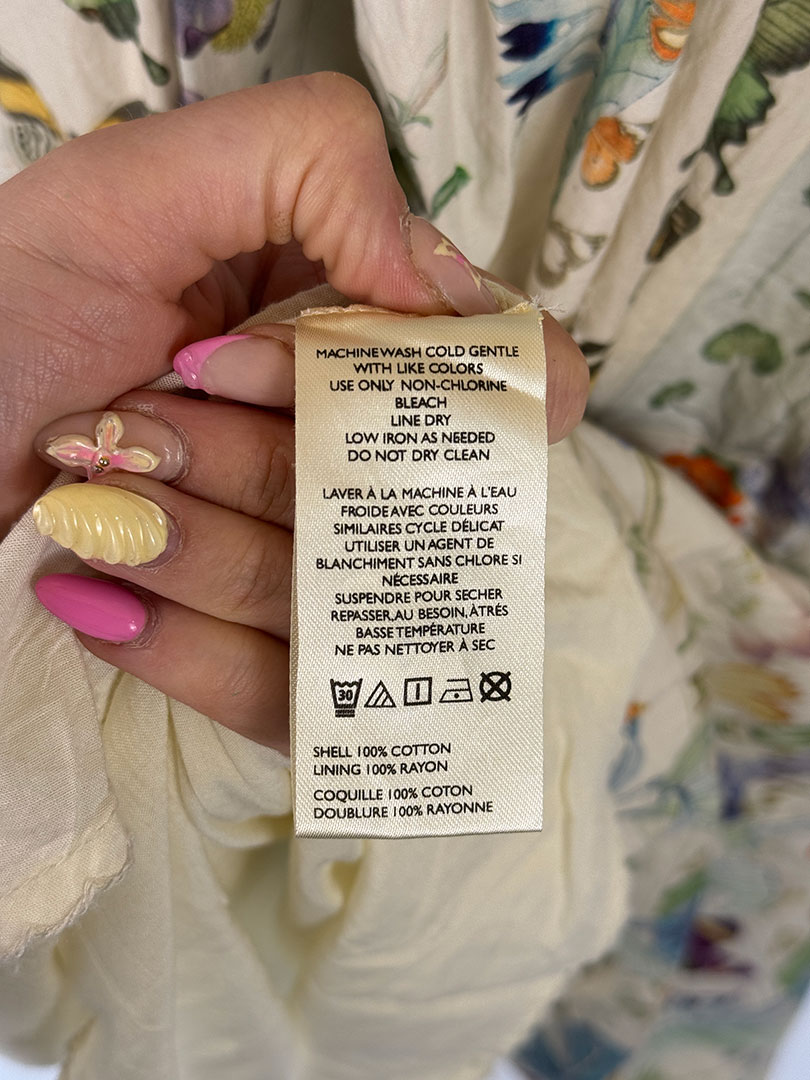 MACHINE WASH COLD GENTLE
WITH LIKE COLORS
USE ONLY NON-CHLORINE
BLEACH
LINE DRY
LOW IRON AS NEEDED
DO NOT DRY CLEAN
LAVER À LA MACHINE À L'EAU
FROIDE AVEC COULEURS
SIMILAIRES CYCLE DÉLICAT
UTILISER UN AGENT DE
BLANCHIMENT SANS CHLORE SI
NÉCESSAIRE
SUSPENDRE POUR SECHER
REPASSER, AU BESOIN, ÀTRÉS
BASSE TEMPÉRATURE
NE PAS NETTOYER À SEC
30
SHELL 100% COTTON
LINING 100% RAYON
COQUILLE 100% COTON
DOUBLURE 100% RAYONNE